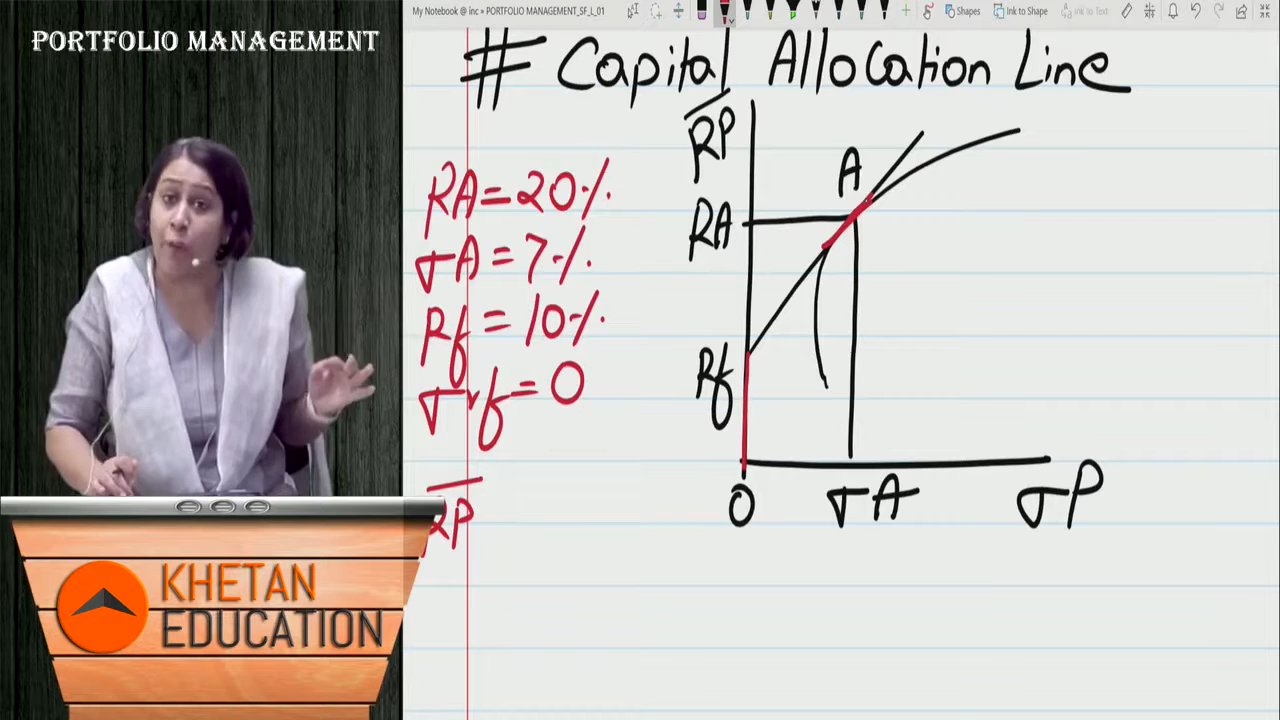 PORTFOLIO MANAGEMENT
My Notebook @ inc » PORTFOLIO MANAGEMENT_SF_L_01
Shapes
Ink to Shape
Ink to Text
# Capital Allocation Line
RP
A
RA = 20%
RA
σA = 7%
Rf = 10%
Rf
σrf = 0
RP
0
σA
σP
KHETAN
EDUCATION